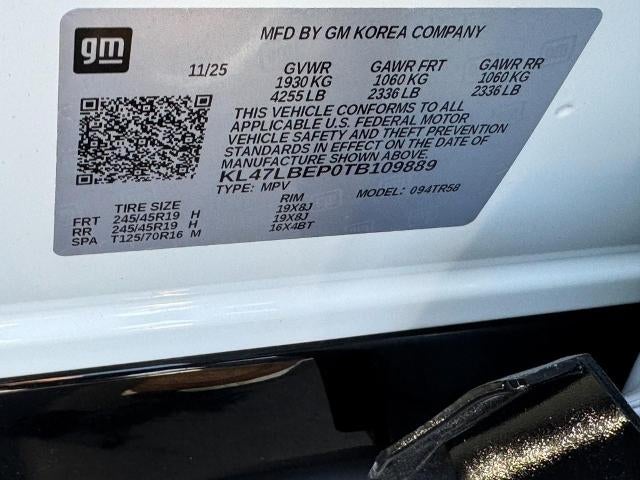 gm
MFD BY GM KOREA COMPANY
11/25 GVWR GAWR FRT GAWR RR
1930 KG 1060 KG 1060 KG
4255 LB 2336 LB 2336 LB
THIS VEHICLE CONFORMS TO ALL
APPLICABLE U.S. FEDERAL MOTOR
VEHICLE SAFETY AND THEFT PREVENTION
STANDARDS IN EFFECT ON THE DATE OF
MANUFACTURE SHOWN ABOVE.
KL47LBEP0TB109889
TYPE: MPV MODEL: 094TR58
TIRE SIZE RIM
FRT 245/45R19 H 19X8J
RR 245/45R19 H 19X8J
SPA T125/70R16 M 16X4BT